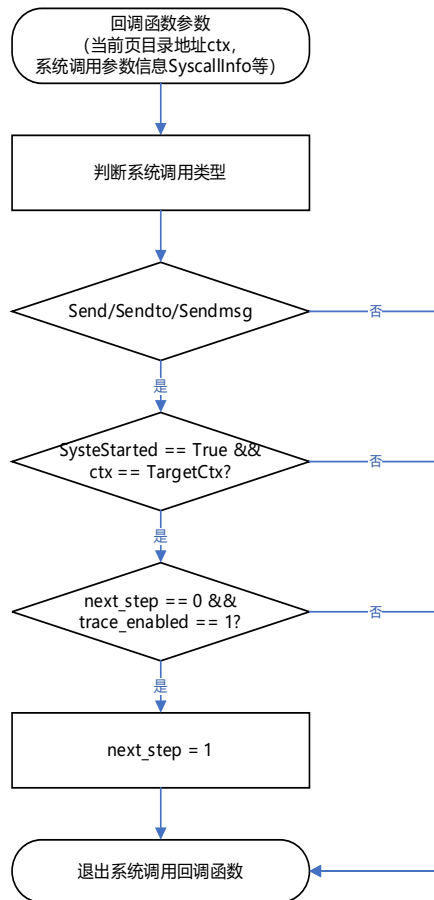 回调函数参数
（当前页目录地址ctx，
系统调用参数信息SyscallInfo等）
判断系统调用类型
Send/Sendto/Sendmsg
否
是
SysteStarted == True &&
ctx == TargetCtx?
否
是
next_step == 0 &&
trace_enabled == 1?
否
是
next_step = 1
退出系统调用回调函数